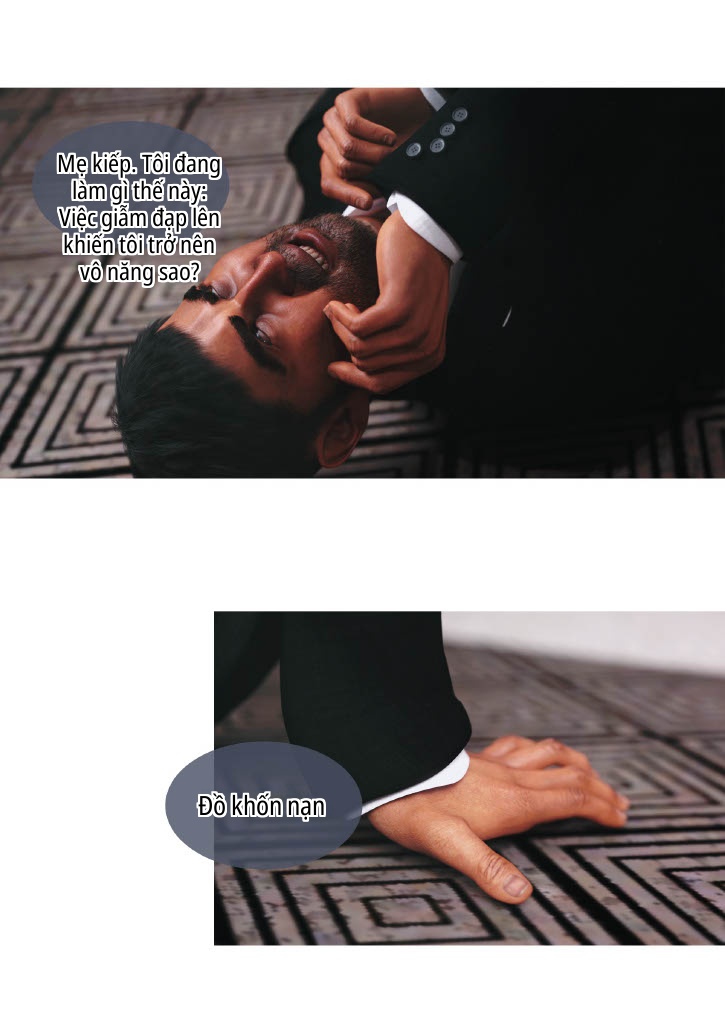 Mẹ kiếp. Tôi đang
làm gì thế này:
Việc giẫm đạp lên
khiến tôi trở nên
vô năng sao?
Đồ khốn nạn